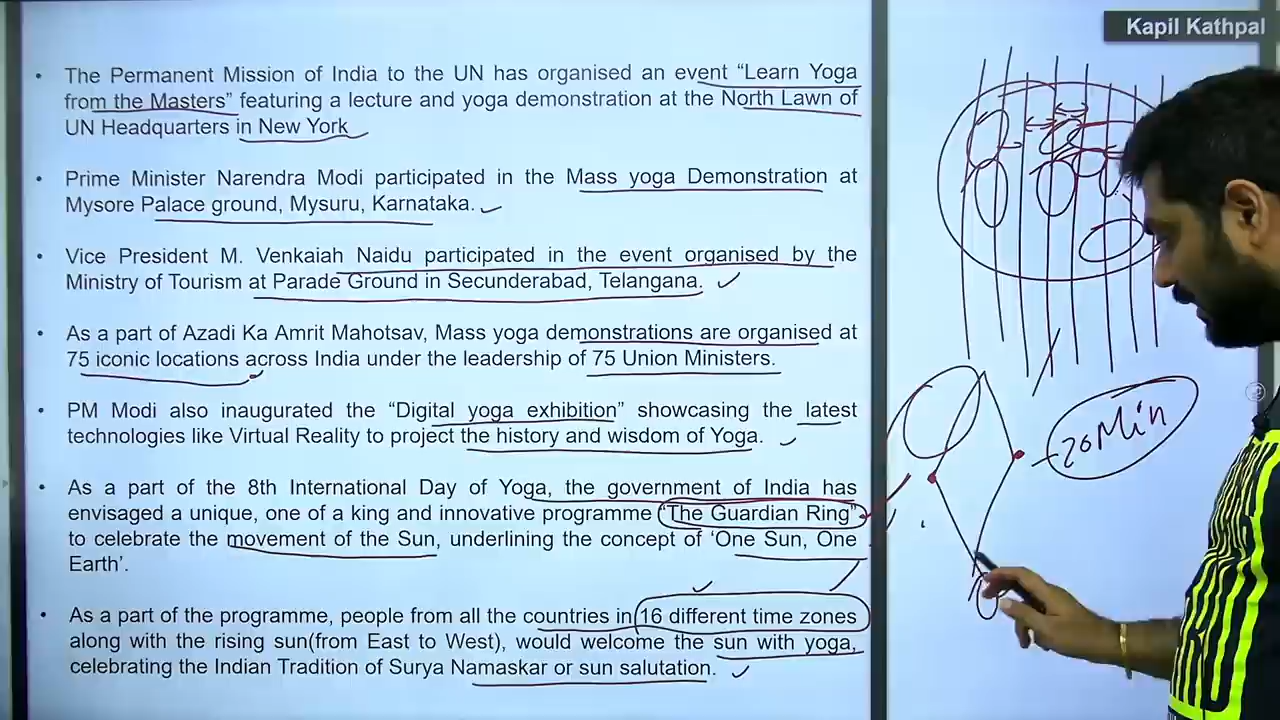 Kapil Kathpal
• The Permanent Mission of India to the UN has organised an event “Learn Yoga
from the Masters” featuring a lecture and yoga demonstration at the North Lawn of
UN Headquarters in New York
• Prime Minister Narendra Modi participated in the Mass yoga Demonstration at
Mysore Palace ground, Mysuru, Karnataka.
• Vice President M. Venkaiah Naidu participated in the event organised by the
Ministry of Tourism at Parade Ground in Secunderabad, Telangana.
• As a part of Azadi Ka Amrit Mahotsav, Mass yoga demonstrations are organised at
75 iconic locations across India under the leadership of 75 Union Ministers.
• PM Modi also inaugurated the “Digital yoga exhibition” showcasing the latest
technologies like Virtual Reality to project the history and wisdom of Yoga.
• As a part of the 8th International Day of Yoga, the government of India has
envisaged a unique, one of a king and innovative programme “The Guardian Ring”
to celebrate the movement of the Sun, underlining the concept of ‘One Sun, One
Earth’.
• As a part of the programme, people from all the countries in 16 different time zones
along with the rising sun(from East to West), would welcome the sun with yoga,
celebrating the Indian Tradition of Surya Namaskar or sun salutation.
20 Min